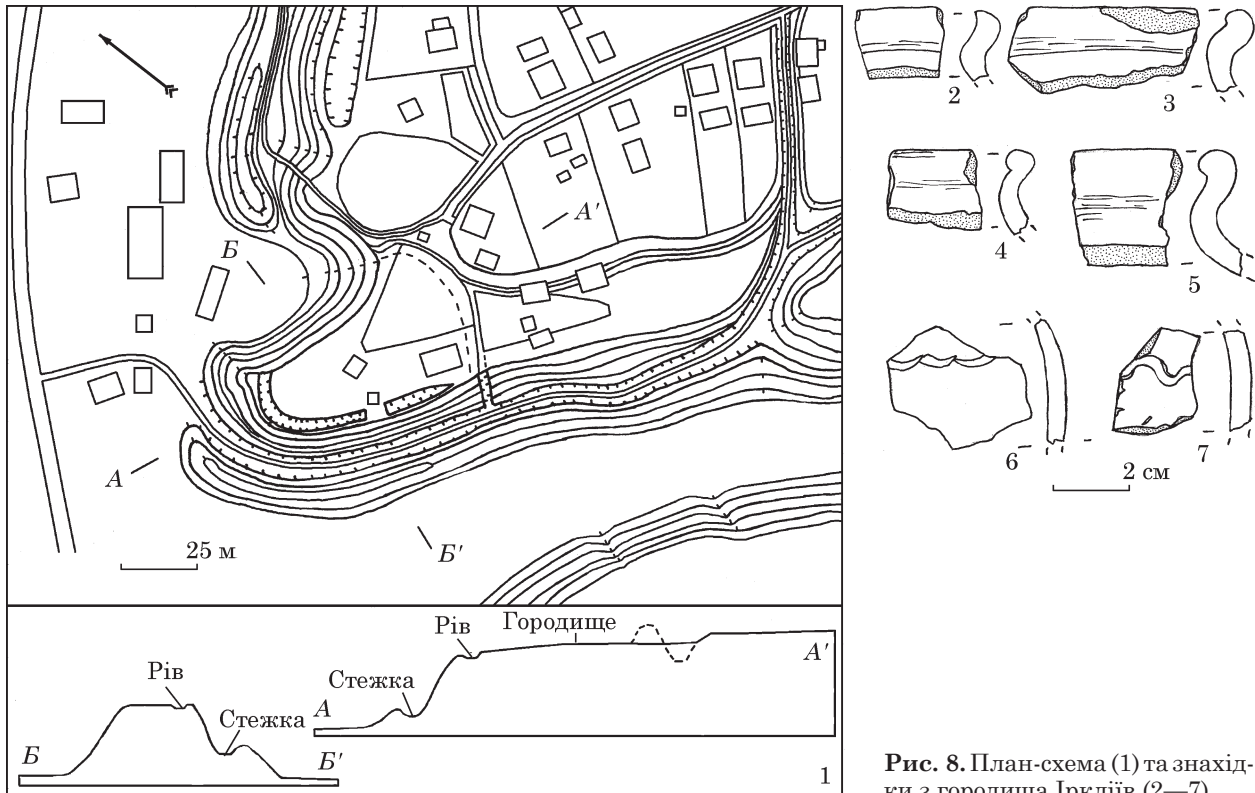 Б
А'
А
Б'
25 м
Рів
Стежка
Б
Б'
А
Стежка
Рів
Городище
А'
1
2
3
4
5
6
7
2 см
Рис. 8. План-схема (1) та знахід-
ки з городища Іркліїв (2—7)